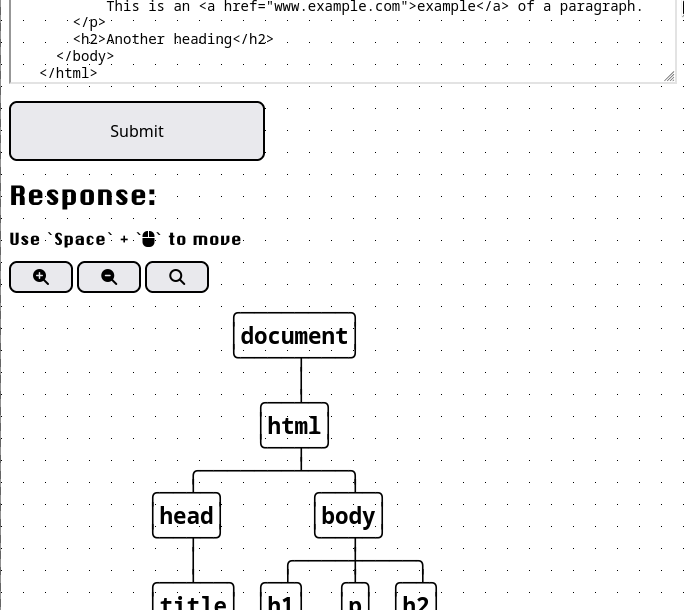 This is an <a href="www.example.com">example</a> of a paragraph.
</p>
<h2>Another heading</h2>
</body>
</html>
Submit
Response:
Use `Space` + `` to move
document
html
head body
title h1 p h2